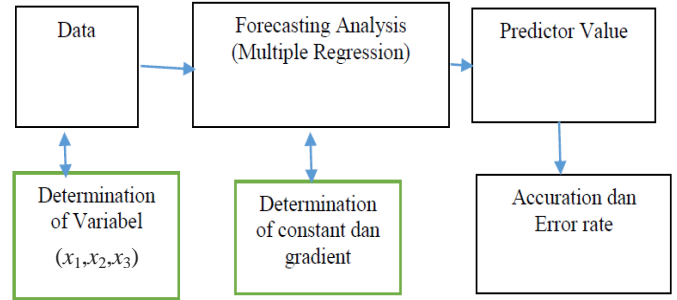 Data
Forecasting Analysis
(Multiple Regression)
Predictor Value
Determination
of Variabel
(x₁,x₂,x₃)
Determination
of constant dan
gradient
Accuration dan
Error rate